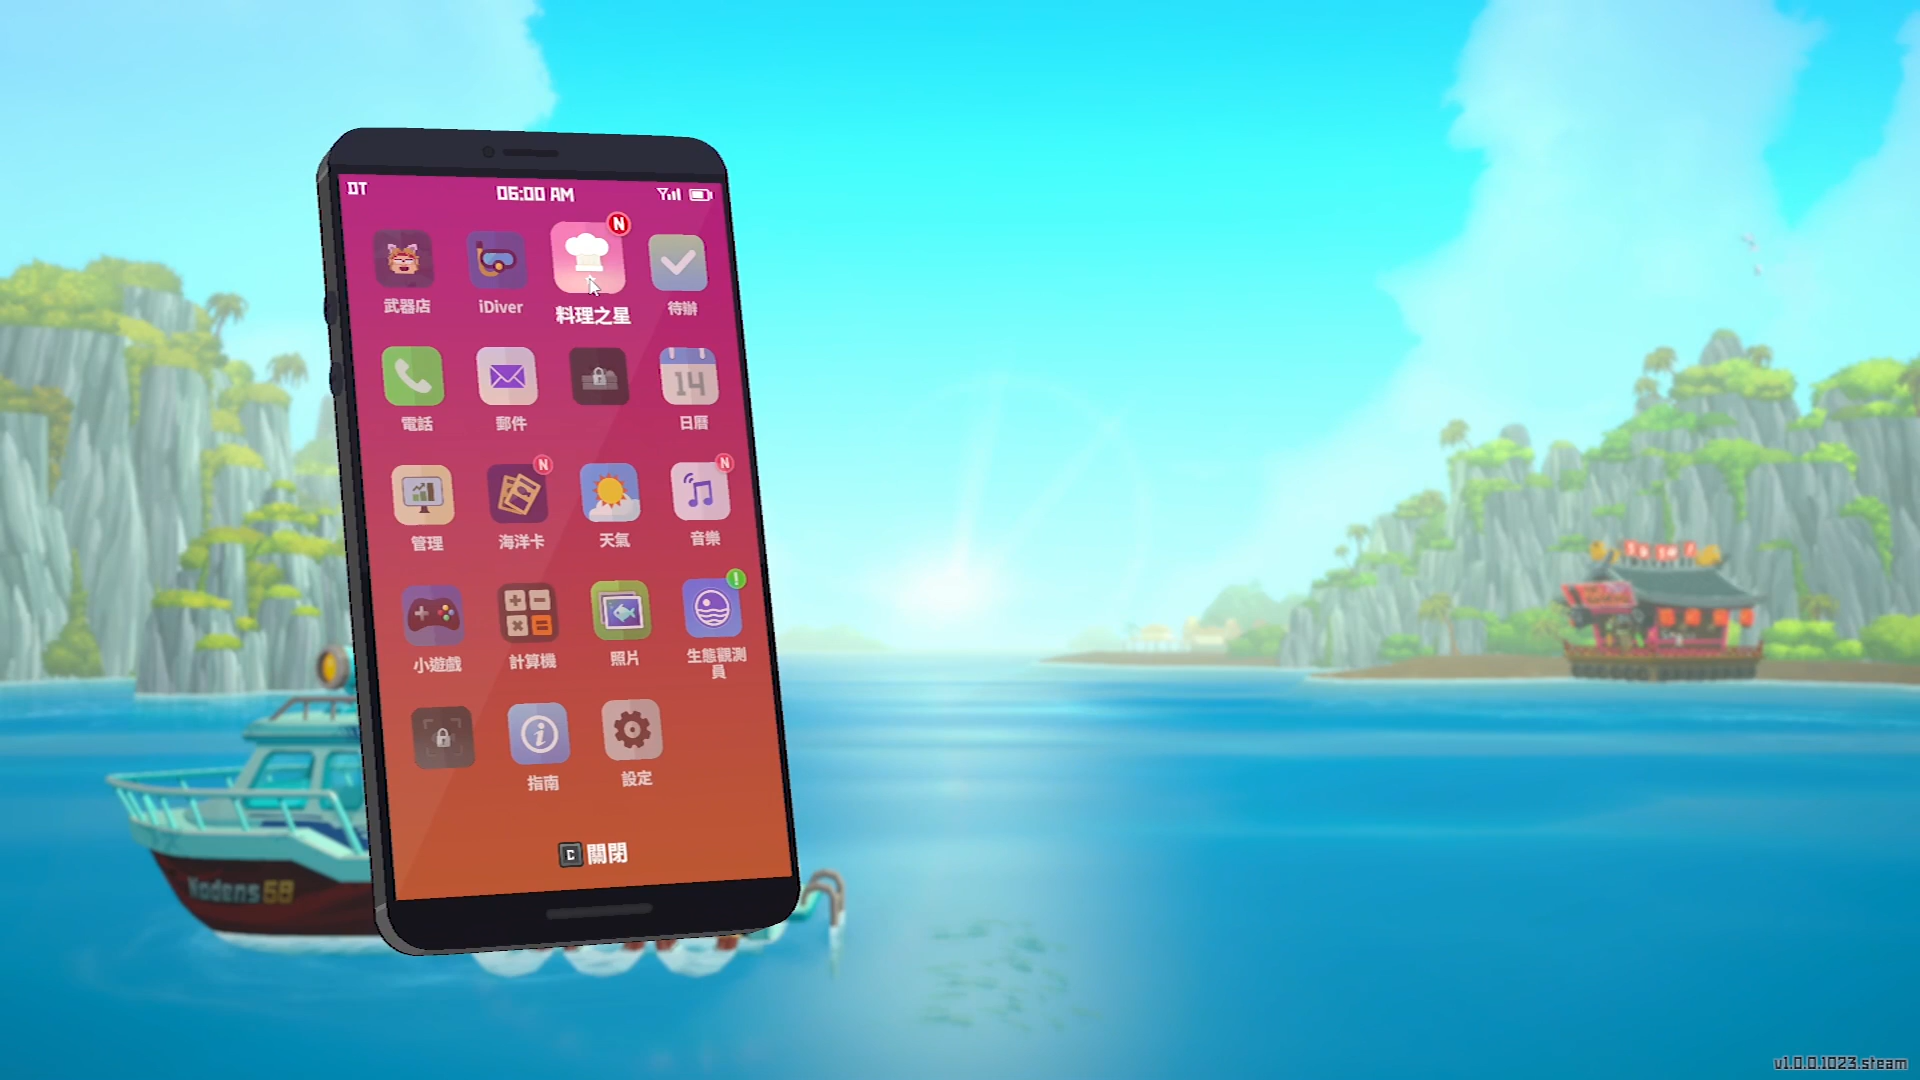 DT
06:00 AM
N
武器店
iDiver
料理之星
待辦
14
電話
郵件
日曆
N
N
管理
海洋卡
天氣
音樂
!
小遊戲
計算機
照片
生態觀測
員
i
指南
設定
C 關閉
Nodens68
v1.0.0.1023.steam